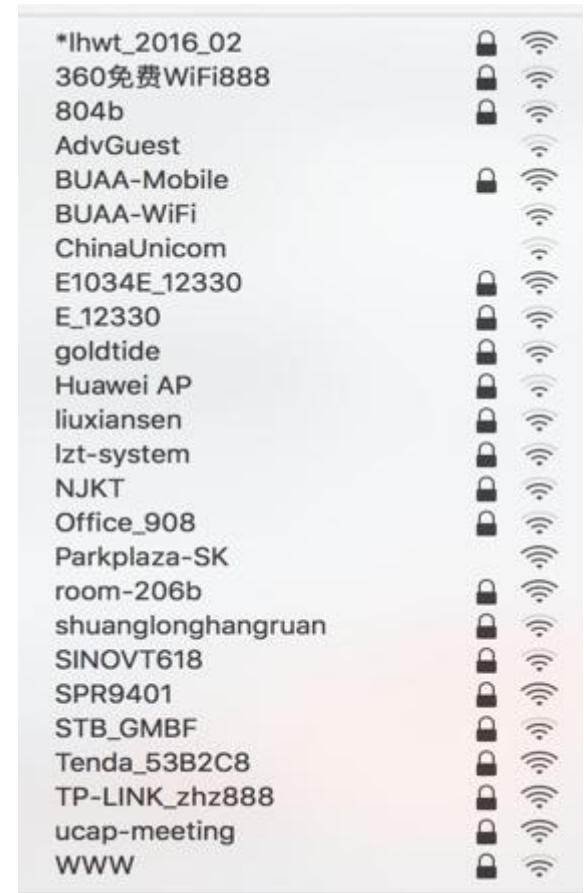 *lhwt_2016_02
360免费WiFi888
804b
AdvGuest
BUAA-Mobile
BUAA-WiFi
ChinaUnicom
E1034E_12330
E_12330
goldtide
Huawei AP
liuxiansen
lzt-system
NJKT
Office_908
Parkplaza-SK
room-206b
shuanglonghangruan
SINOVT618
SPR9401
STB_GMBF
Tenda_53B2C8
TP-LINK_zhz888
ucap-meeting
WWW